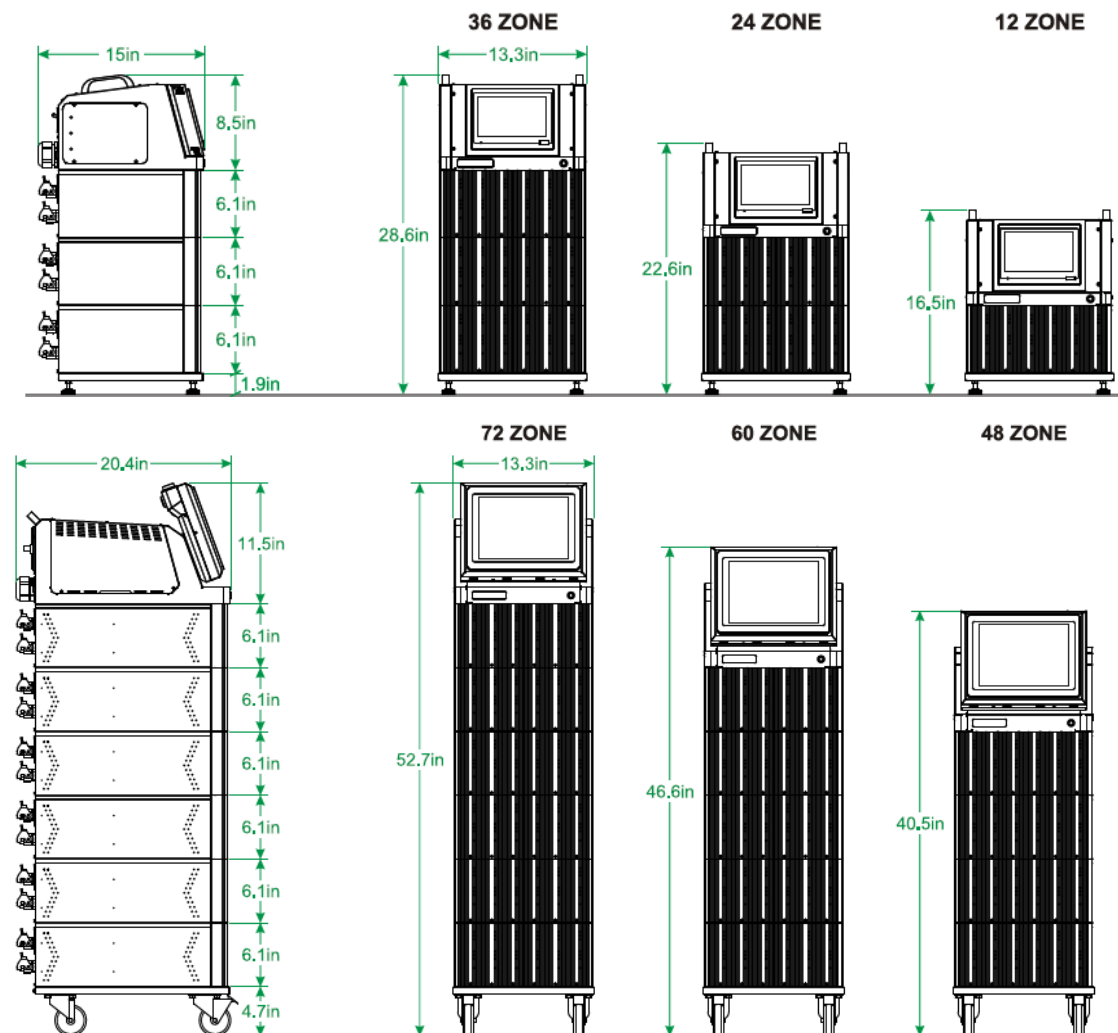 36 ZONE 24 ZONE 12 ZONE
15in 13.3in
8.5in
6.1in
28.6in
22.6in
6.1in
16.5in
6.1in
1.9in
72 ZONE 60 ZONE 48 ZONE
20.4in 13.3in
11.5in
6.1in
6.1in
6.1in
52.7in
46.6in
40.5in
6.1in
6.1in
6.1in
4.7in